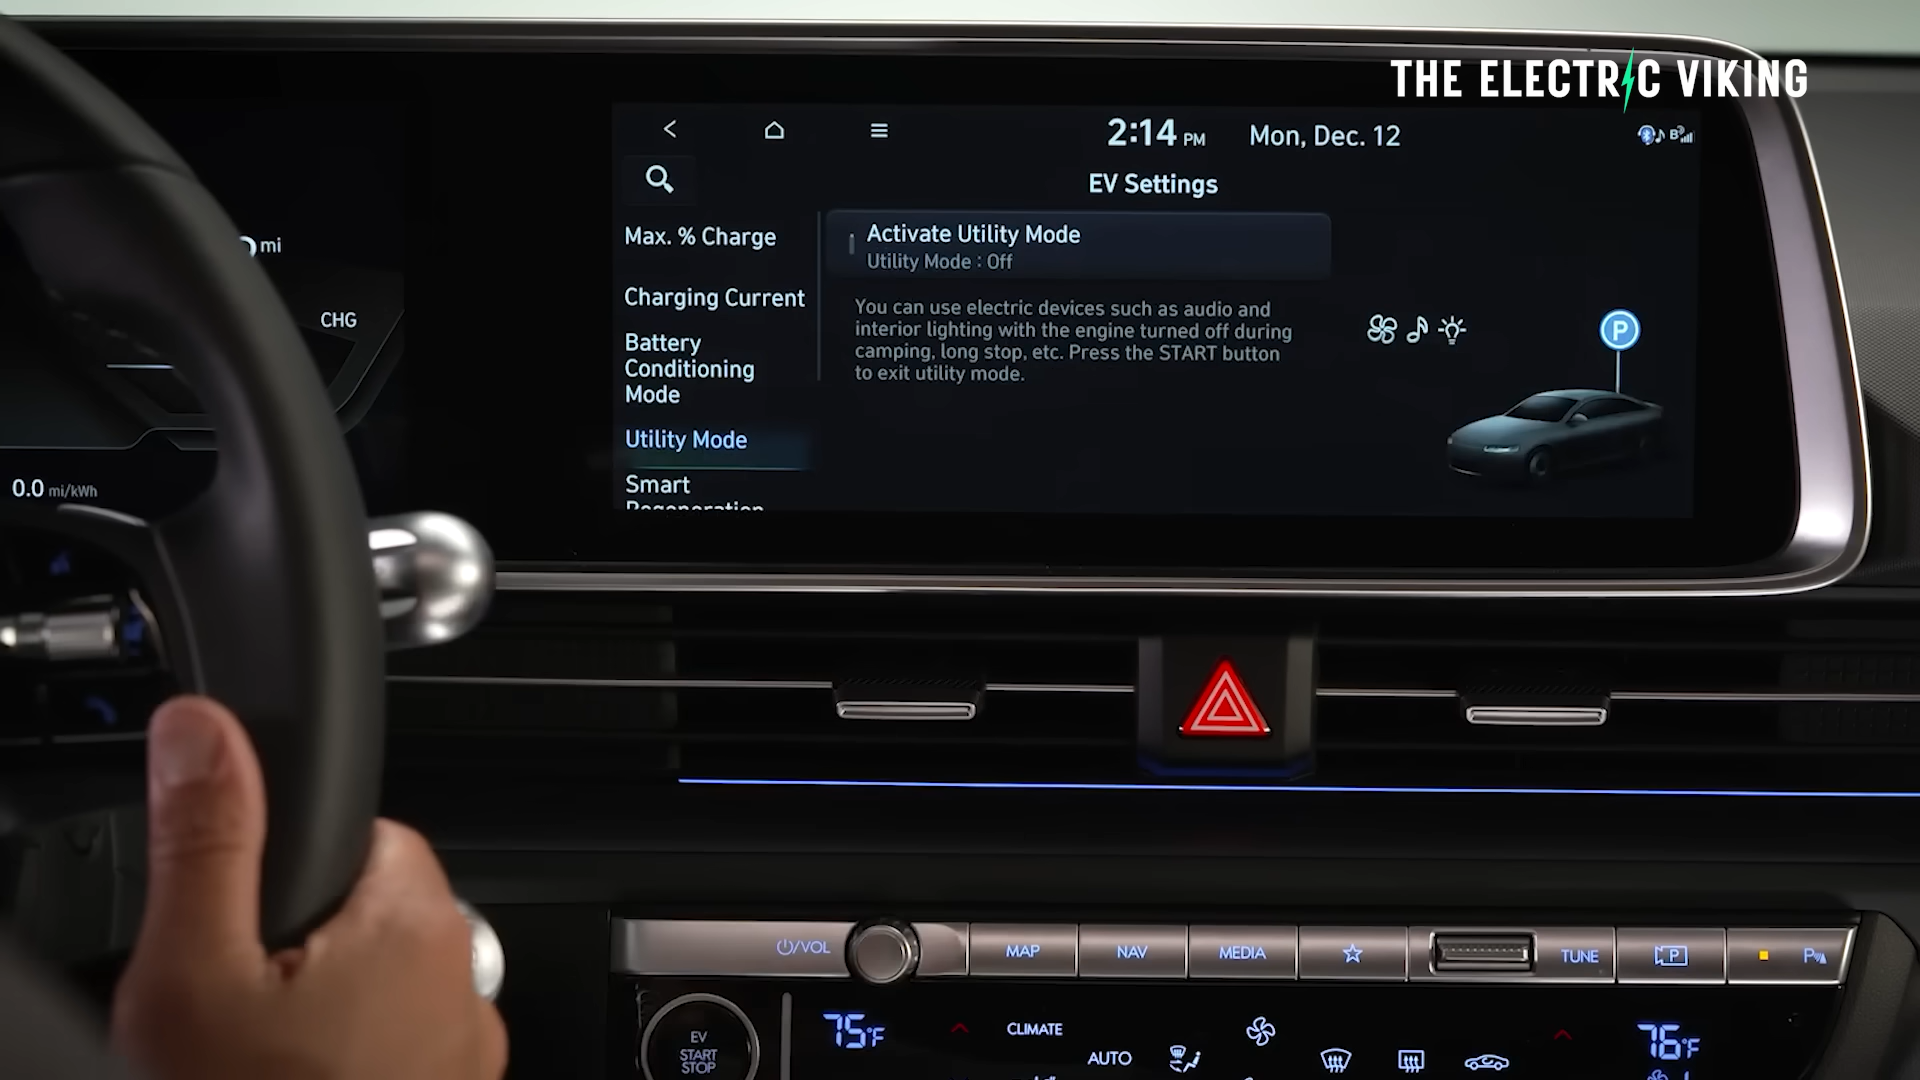 THE ELECTRIC VIKING
2:14 PM Mon, Dec. 12
EV Settings
Max. % Charge
Charging Current
Battery
Conditioning
Mode
Utility Mode
Smart
Regeneration
Activate Utility Mode
Utility Mode : Off
You can use electric devices such as audio and
interior lighting with the engine turned off during
camping, long stop, etc. Press the START button
to exit utility mode.
P
mi
CHG
0.0 mi/kWh
⏻/VOL
MAP
NAV
MEDIA
TUNE
P
P
EV
START
STOP
75°F
CLIMATE
AUTO
76°F